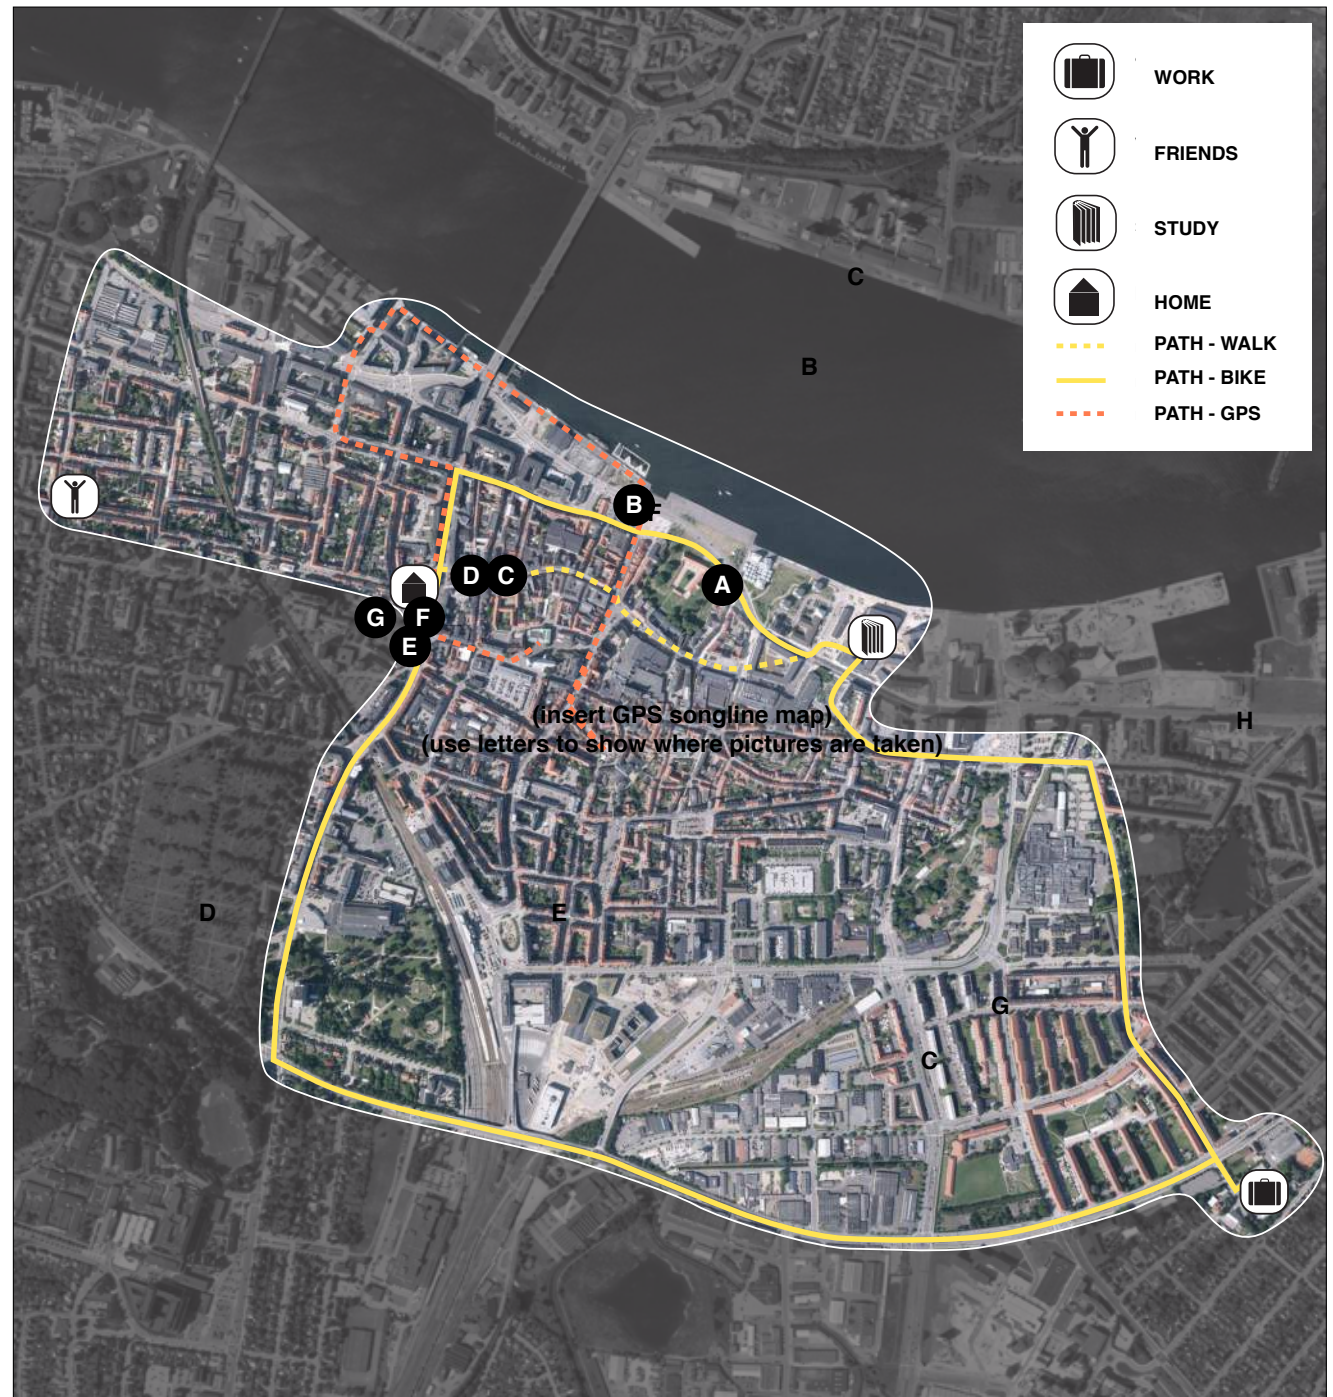 WORK
FRIENDS
STUDY
C
HOME
PATH - WALK
B
PATH - BIKE
PATH - GPS
B
F
D
C
A
G
F
E
(insert GPS songline map)
H
(use letters to show where pictures are taken)
D
E
G
C